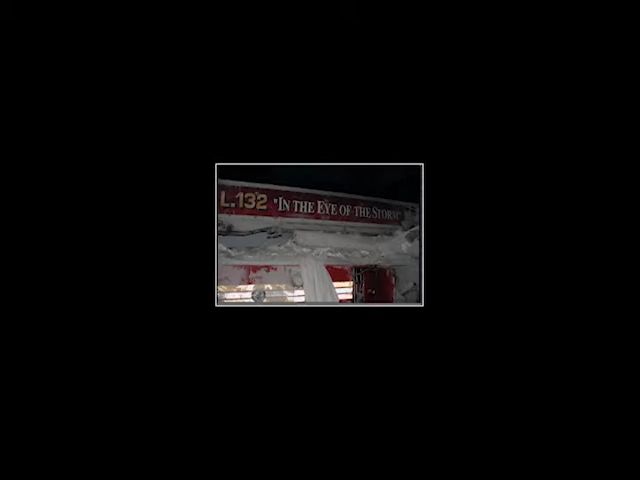 L.132 "IN THE EYE OF THE STORM"